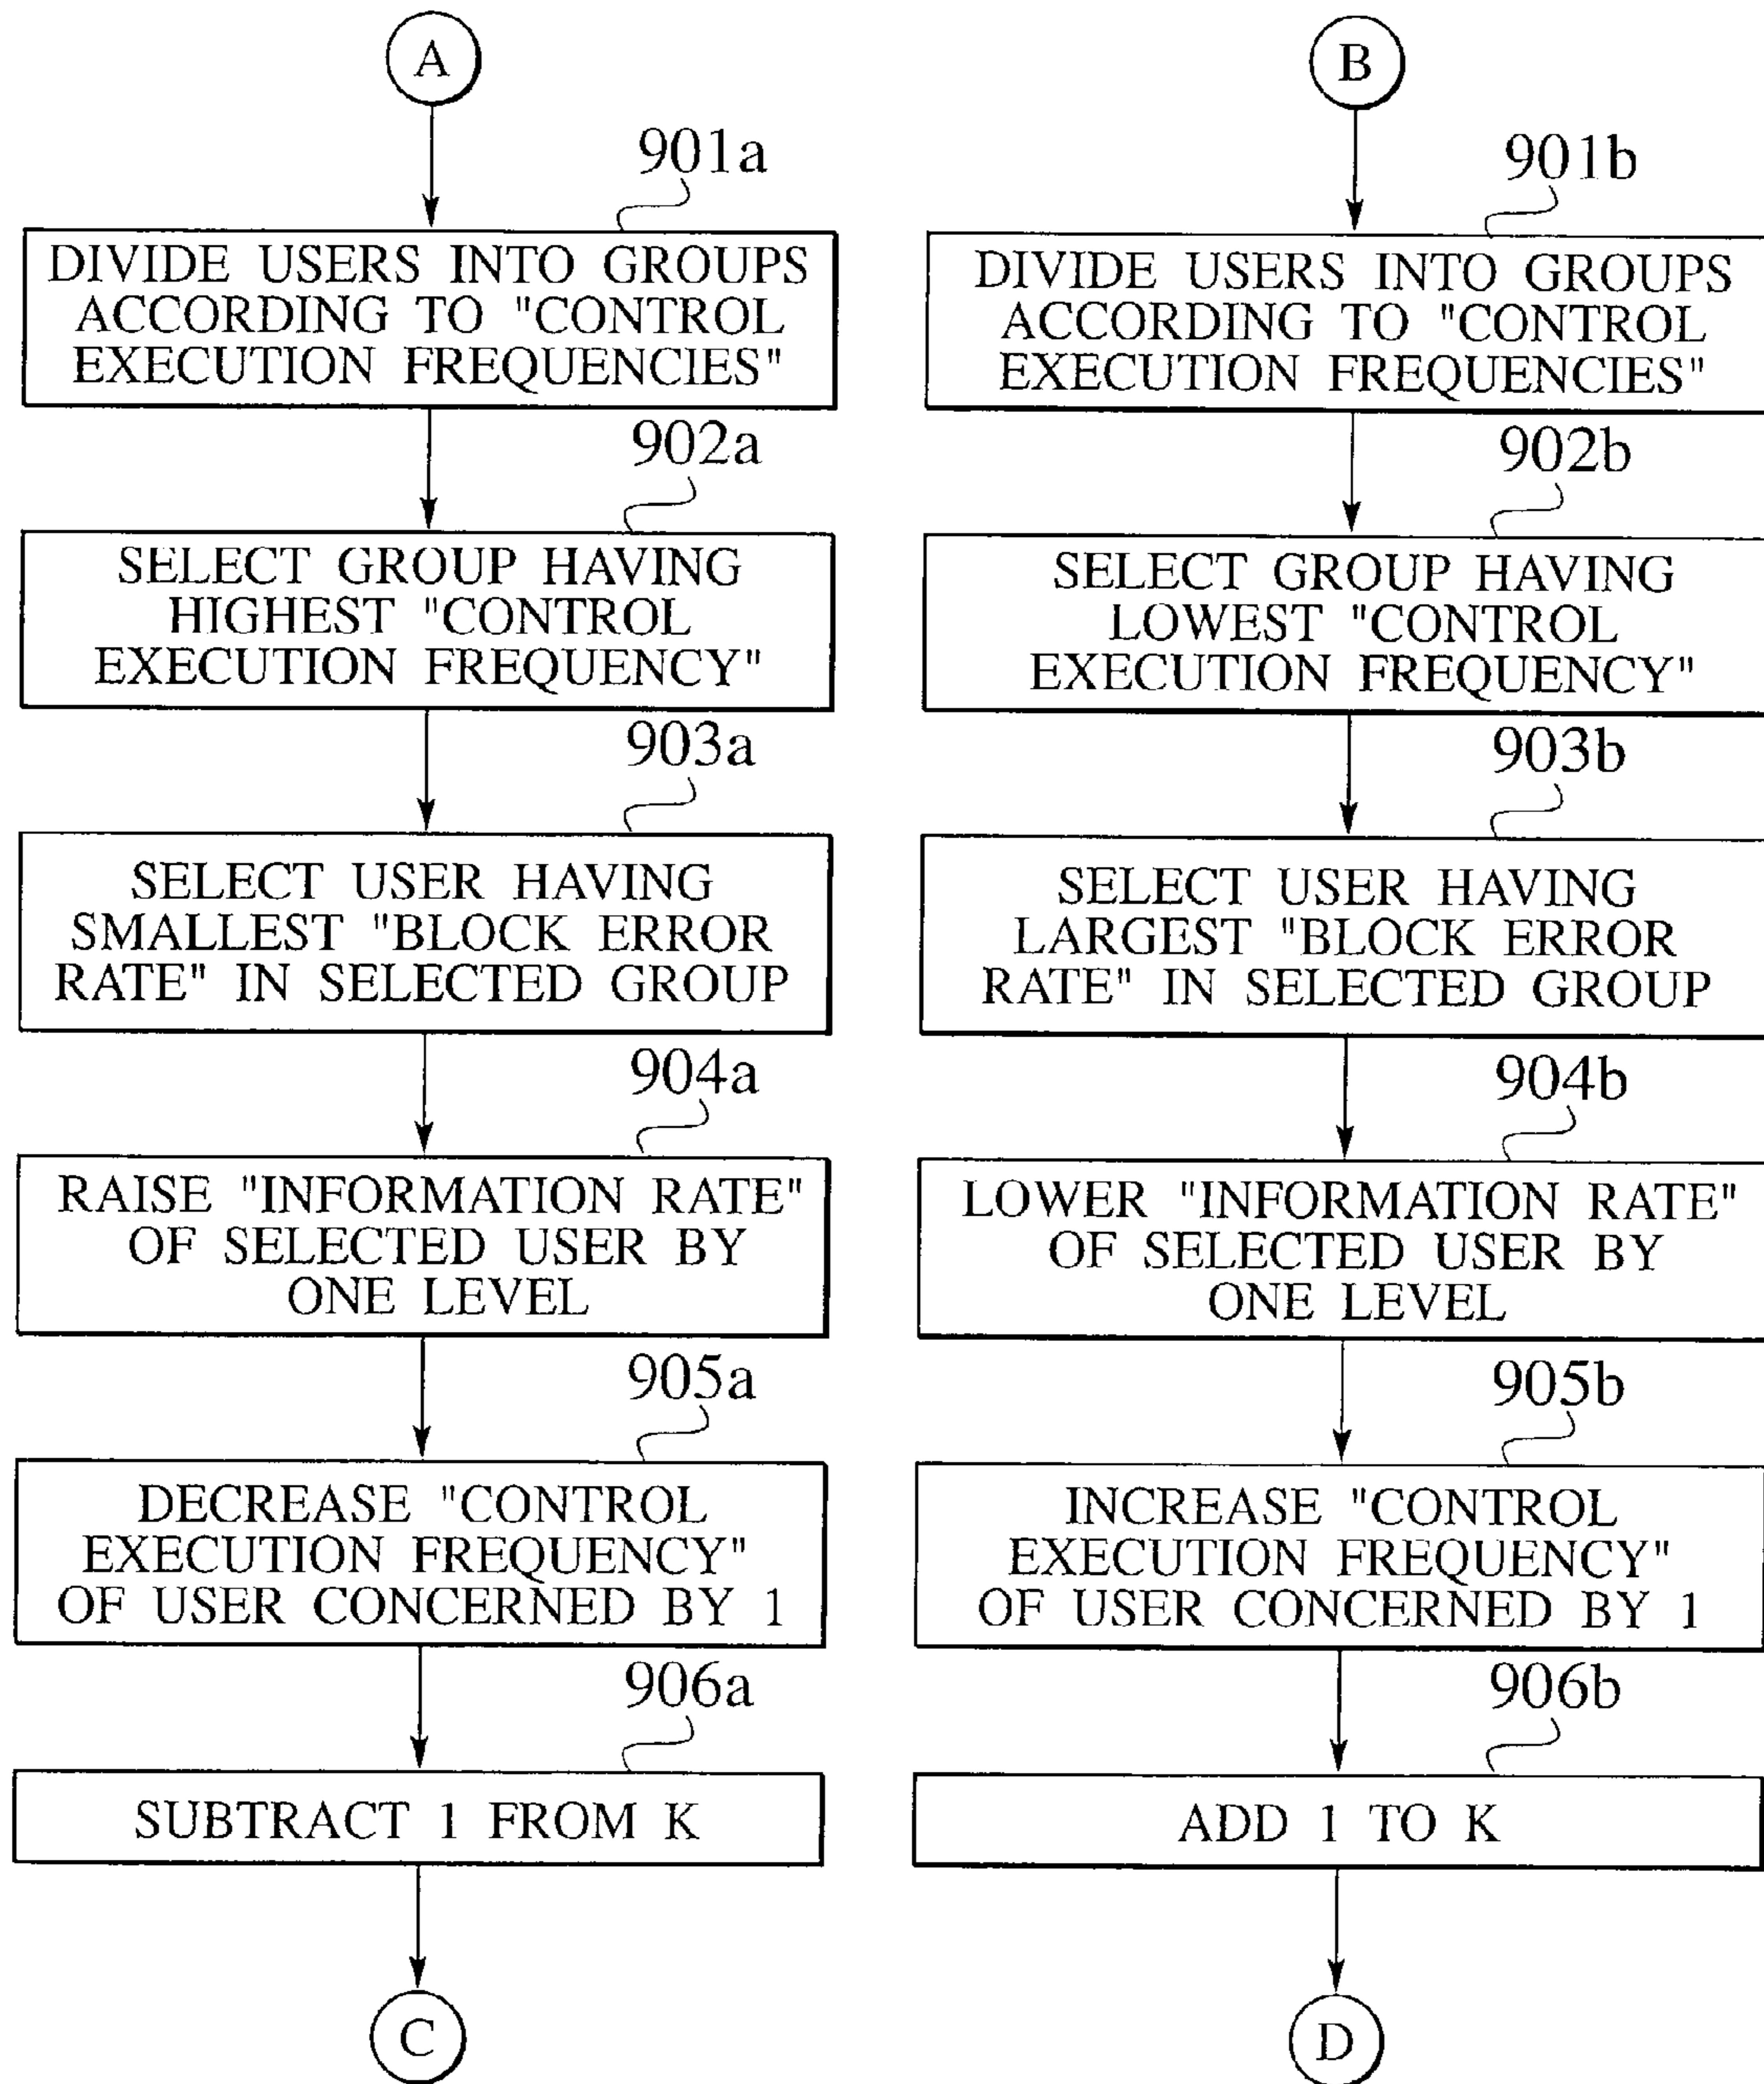 A
901a
DIVIDE USERS INTO GROUPS
ACCORDING TO "CONTROL
EXECUTION FREQUENCIES"
902a
SELECT GROUP HAVING
HIGHEST "CONTROL
EXECUTION FREQUENCY"
903a
SELECT USER HAVING
SMALLEST "BLOCK ERROR
RATE" IN SELECTED GROUP
904a
RAISE "INFORMATION RATE"
OF SELECTED USER BY
ONE LEVEL
905a
DECREASE "CONTROL
EXECUTION FREQUENCY"
OF USER CONCERNED BY 1
906a
SUBTRACT 1 FROM K
C
B
901b
DIVIDE USERS INTO GROUPS
ACCORDING TO "CONTROL
EXECUTION FREQUENCIES"
902b
SELECT GROUP HAVING
LOWEST "CONTROL
EXECUTION FREQUENCY"
903b
SELECT USER HAVING
LARGEST "BLOCK ERROR
RATE" IN SELECTED GROUP
904b
LOWER "INFORMATION RATE"
OF SELECTED USER BY
ONE LEVEL
905b
INCREASE "CONTROL
EXECUTION FREQUENCY"
OF USER CONCERNED BY 1
906b
ADD 1 TO K
D